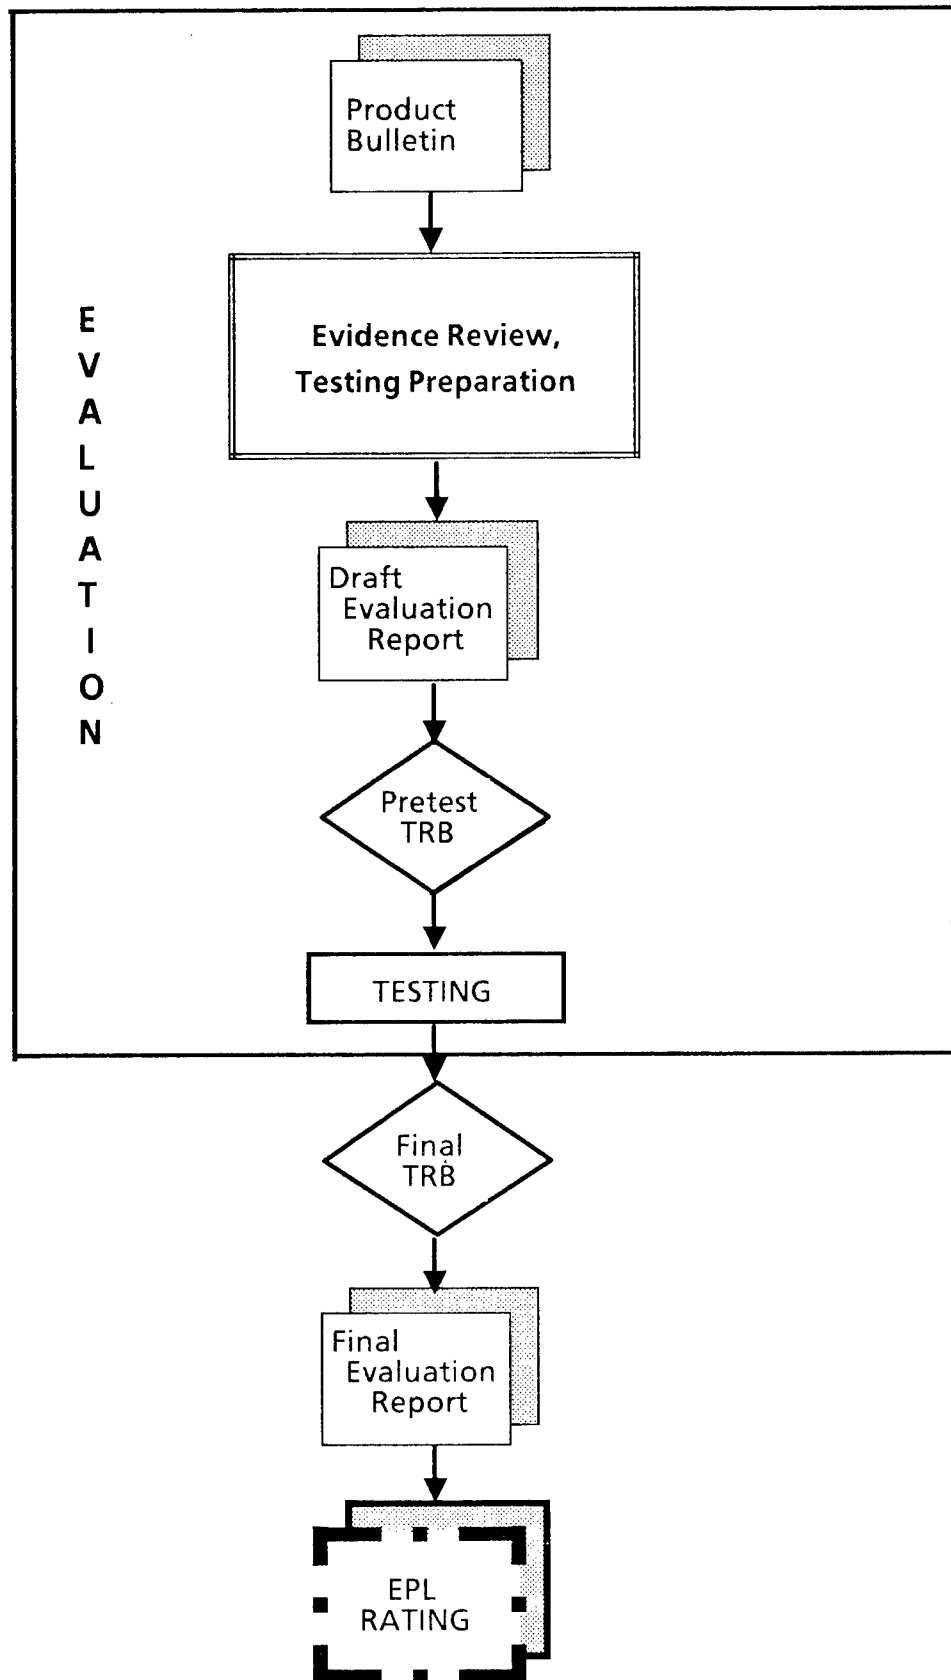 Product
Bulletin
Evidence Review,
Testing Preparation
EVALUATION
Draft
Evaluation
Report
Pretest
TRB
TESTING
Final
TRB
Final
Evaluation
Report
EPL
RATING